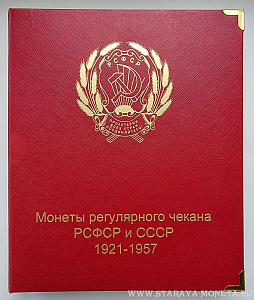 РСФСР
Монеты регулярного чекана
РСФСР и СССР
1921-1957
WWW.STARAYA-MONETA.RU